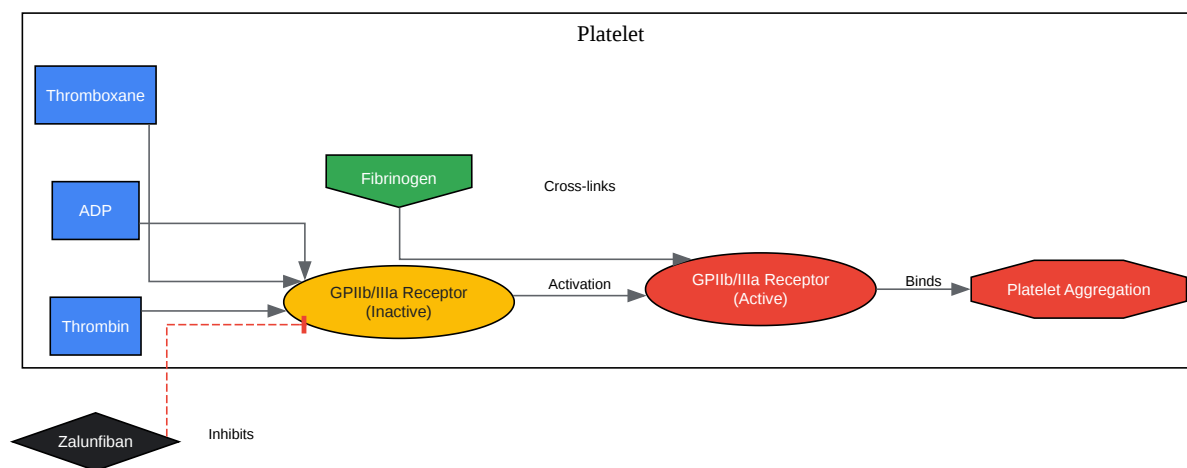 Platelet
Thromboxane
Fibrinogen
Cross-links
ADP
GPIIb/IIIa Receptor
(Inactive)
Activation
GPIIb/IIIa Receptor
(Active)
Binds
Platelet Aggregation
Thrombin
Zalunfiban
Inhibits